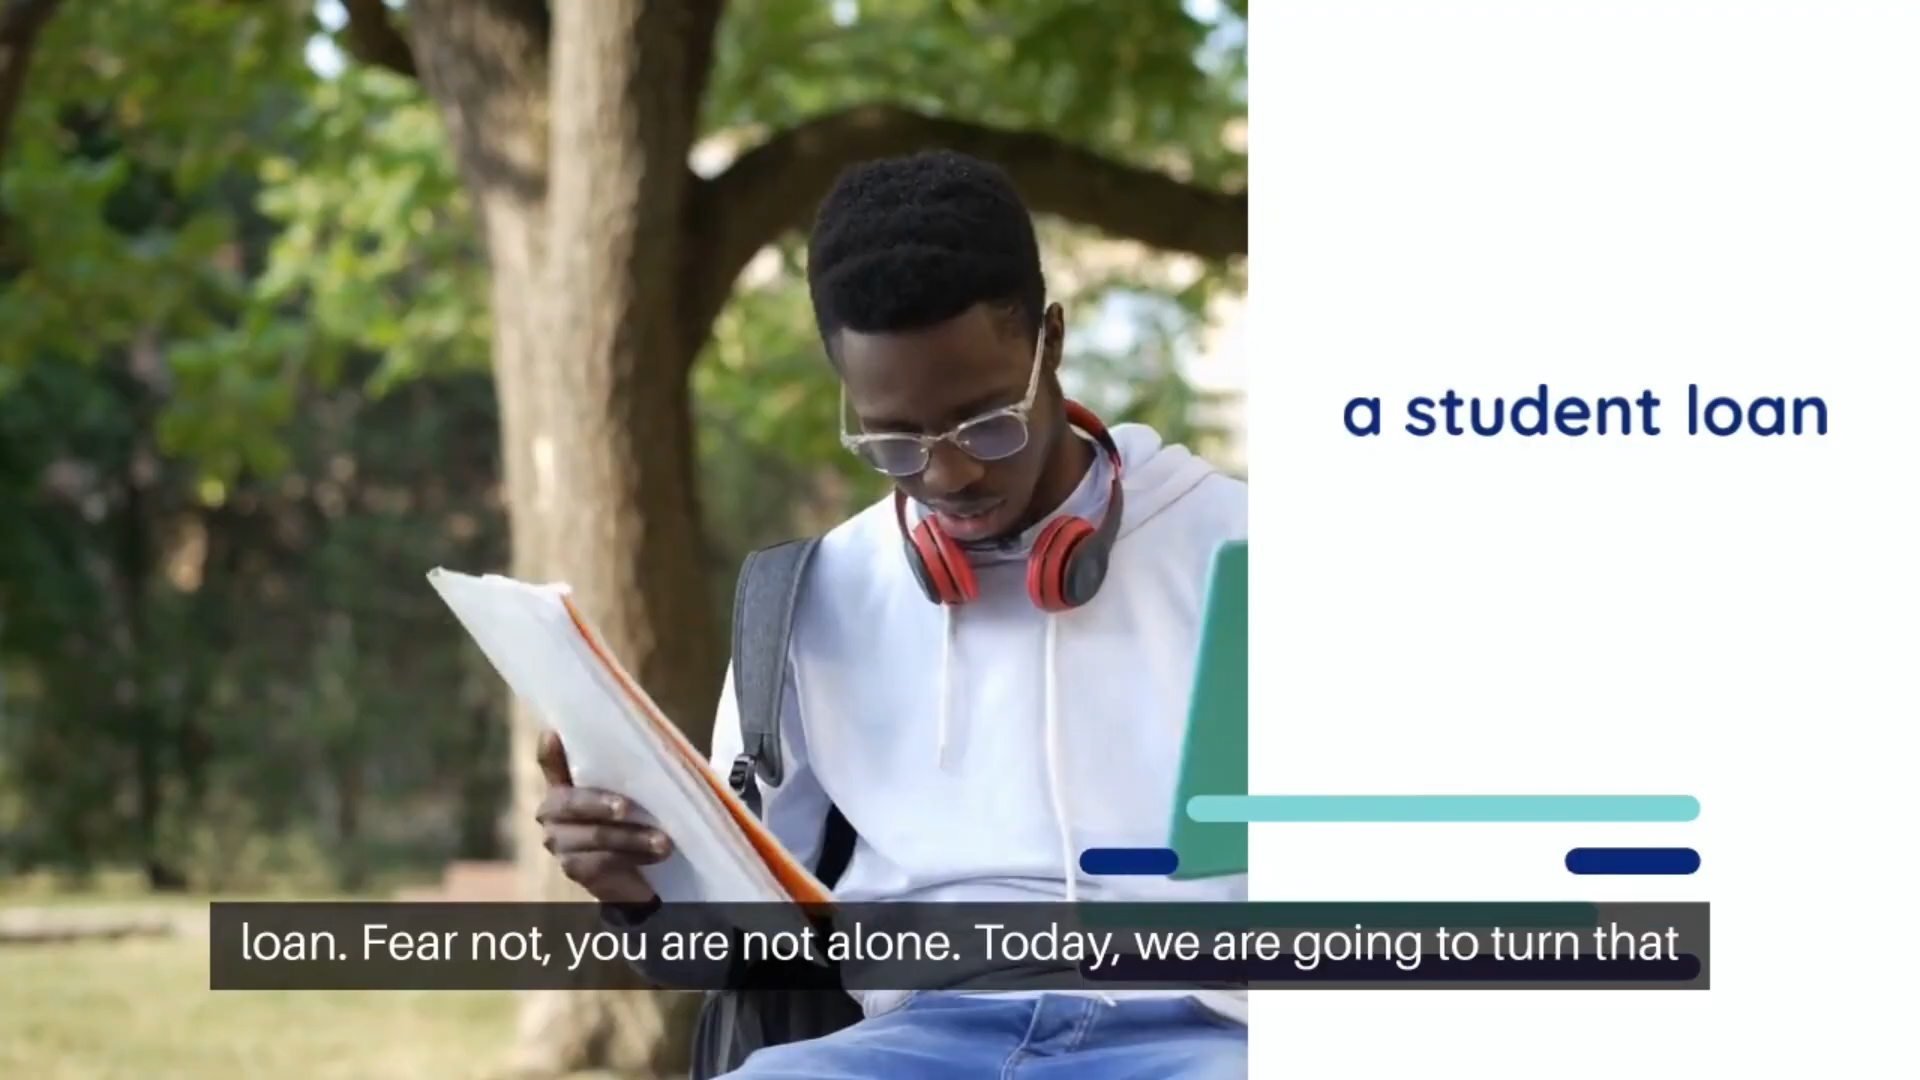 a student loan
loan. Fear not, you are not alone. Today, we are going to turn that